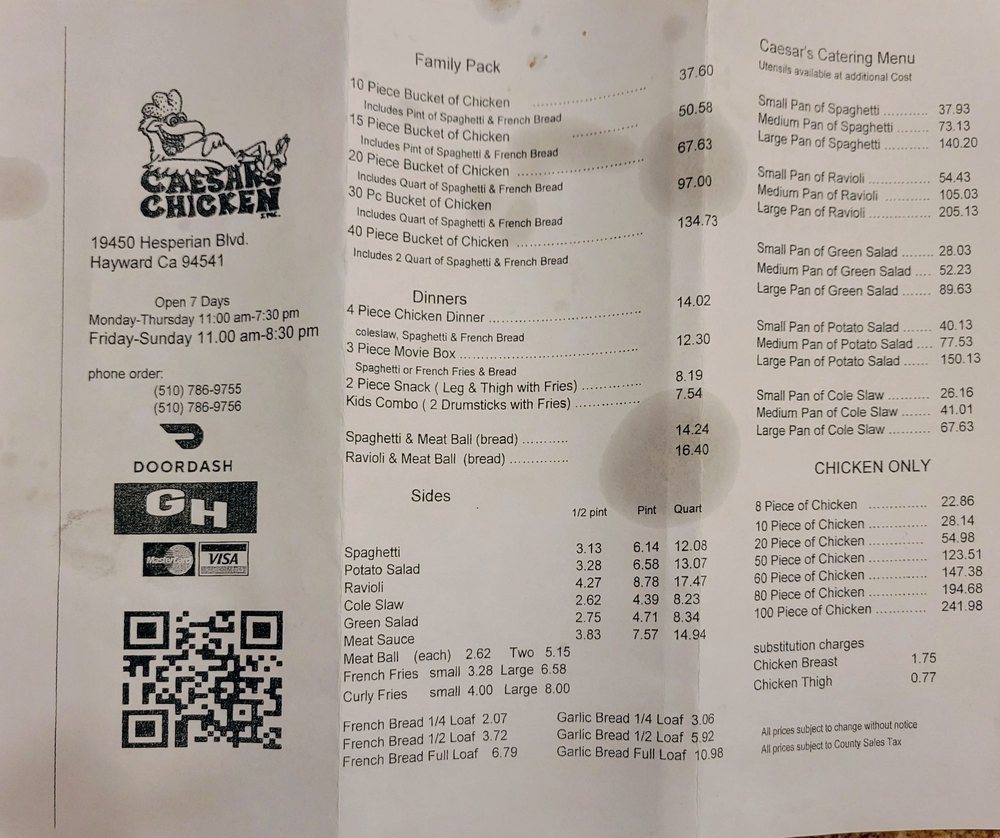 CAESAR'S
CHICKEN
INC.
19450 Hesperian Blvd.
Hayward Ca 94541
Open 7 Days
Monday-Thursday 11:00 am-7:30 pm
Friday-Sunday 11.00 am-8:30 pm
phone order:
(510) 786-9755
(510) 786-9756
DOORDASH
GH
MasterCard VISA
Family Pack
10 Piece Bucket of Chicken .................... 37.60
Includes Pint of Spaghetti & French Bread
15 Piece Bucket of Chicken ............ 50.58
Includes Pint of Spaghetti & French Bread
20 Piece Bucket of Chicken ...................... 67.63
Includes Quart of Spaghetti & French Bread
30 Pc Bucket of Chicken 97.00
Includes Quart of Spaghetti & French Bread
40 Piece Bucket of Chicken ...................... 134.73
Includes 2 Quart of Spaghetti & French Bread
Dinners
4 Piece Chicken Dinner ........................... 14.02
coleslaw, Spaghetti & French Bread
3 Piece Movie Box ................................ 12.30
Spaghetti or French Fries & Bread
2 Piece Snack ( Leg & Thigh with Fries) ........... 8.19
Kids Combo ( 2 Drumsticks with Fries) ............ 7.54
Spaghetti & Meat Ball (bread) ........... 14.24
Ravioli & Meat Ball (bread) .............. 16.40
Sides
1/2 pint Pint Quart
Spaghetti 3.13 6.14 12.08
Potato Salad 3.28 6.58 13.07
Ravioli 4.27 8.78 17.47
Cole Slaw 2.62 4.39 8.23
Green Salad 2.75 4.71 8.34
Meat Sauce 3.83 7.57 14.94
Meat Ball (each) 2.62 Two 5.15
French Fries small 3.28 Large 6.58
Curly Fries small 4.00 Large 8.00
French Bread 1/4 Loaf 2.07 Garlic Bread 1/4 Loaf 3.06
French Bread 1/2 Loaf 3.72 Garlic Bread 1/2 Loaf 5.92
French Bread Full Loaf 6.79 Garlic Bread Full Loaf 10.98
Caesar's Catering Menu
Utensils available at additional Cost
Small Pan of Spaghetti ........... 37.93
Medium Pan of Spaghetti ........ 73.13
Large Pan of Spaghetti ........... 140.20
Small Pan of Ravioli .............. 54.43
Medium Pan of Ravioli ........... 105.03
Large Pan of Ravioli .............. 205.13
Small Pan of Green Salad ....... 28.03
Medium Pan of Green Salad .... 52.23
Large Pan of Green Salad ....... 89.63
Small Pan of Potato Salad ....... 40.13
Medium Pan of Potato Salad .... 77.53
Large Pan of Potato Salad ....... 150.13
Small Pan of Cole Slaw .......... 26.16
Medium Pan of Cole Slaw ....... 41.01
Large Pan of Cole Slaw .......... 67.63
CHICKEN ONLY
8 Piece of Chicken .............. 22.86
10 Piece of Chicken .............. 28.14
20 Piece of Chicken .............. 54.98
50 Piece of Chicken .............. 123.51
60 Piece of Chicken .............. 147.38
80 Piece of Chicken .............. 194.68
100 Piece of Chicken ............ 241.98
substitution charges
Chicken Breast 1.75
Chicken Thigh 0.77
All prices subject to change without notice
All prices subject to County Sales Tax